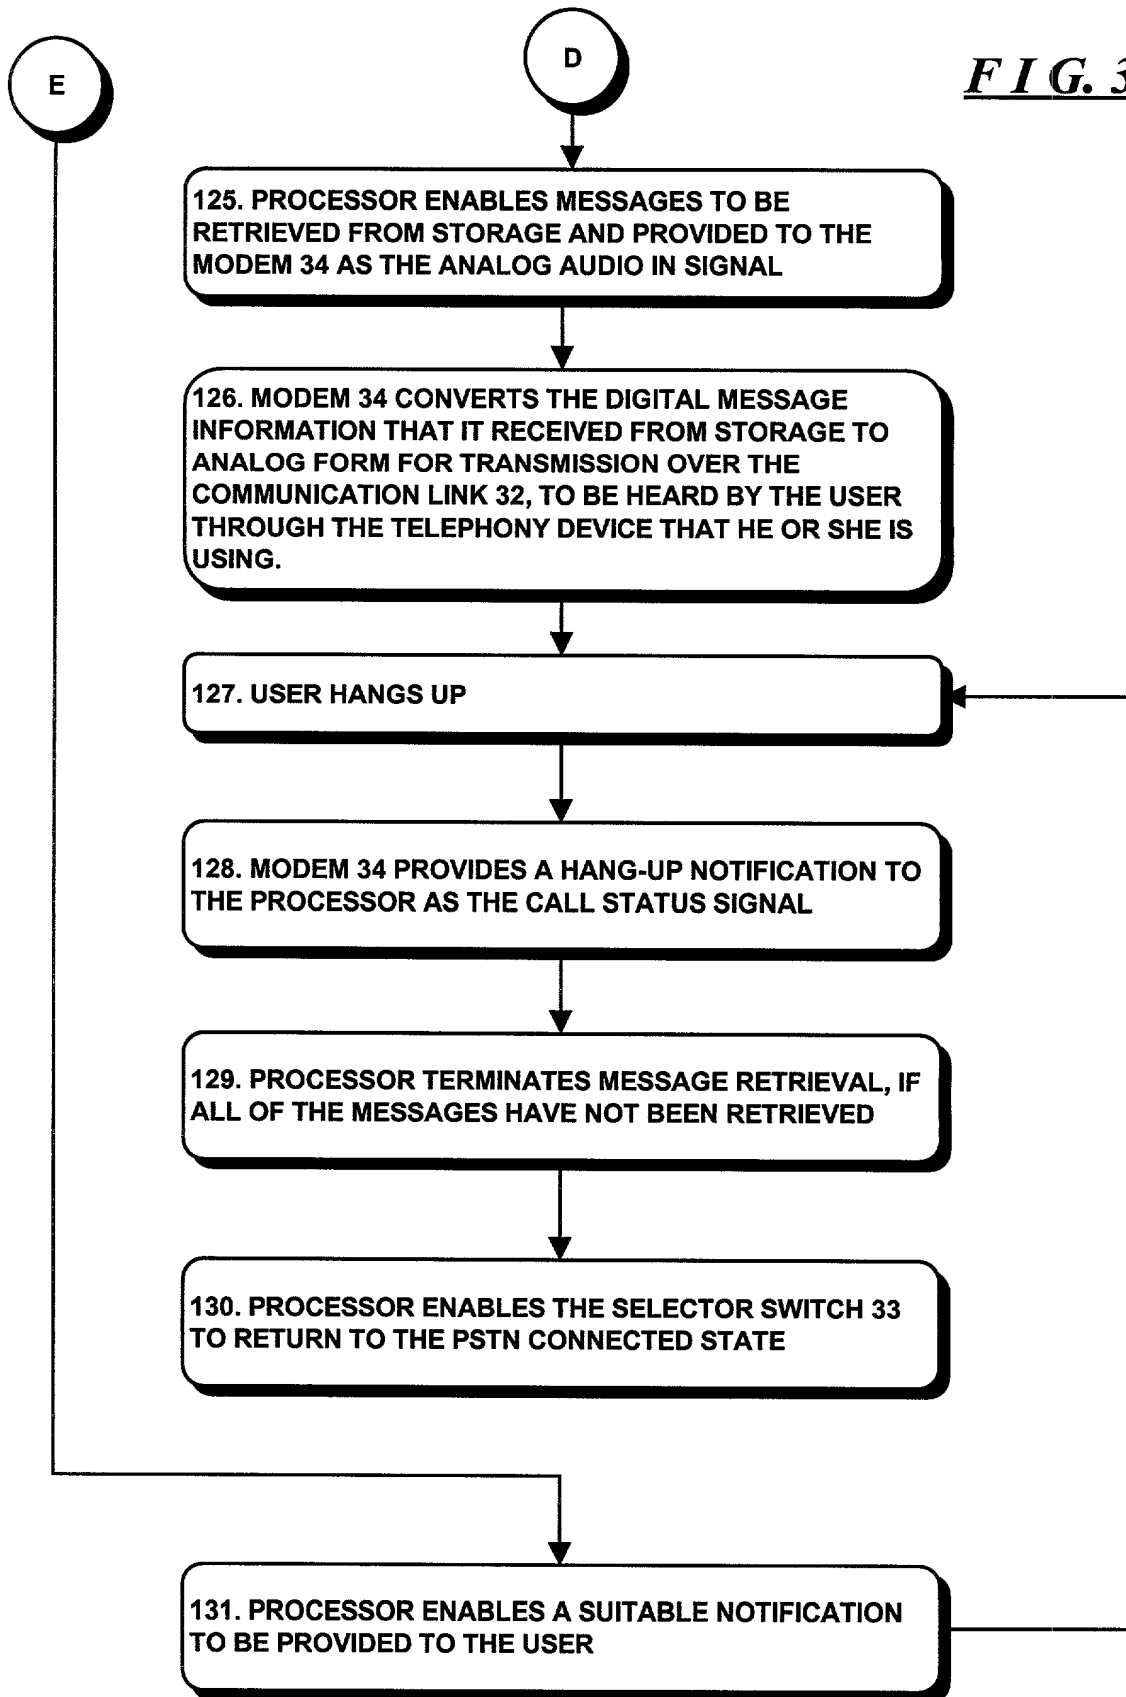 E
D
FIG. 3
125. PROCESSOR ENABLES MESSAGES TO BE
RETRIEVED FROM STORAGE AND PROVIDED TO THE
MODEM 34 AS THE ANALOG AUDIO IN SIGNAL
126. MODEM 34 CONVERTS THE DIGITAL MESSAGE
INFORMATION THAT IT RECEIVED FROM STORAGE TO
ANALOG FORM FOR TRANSMISSION OVER THE
COMMUNICATION LINK 32, TO BE HEARD BY THE USER
THROUGH THE TELEPHONY DEVICE THAT HE OR SHE IS
USING.
127. USER HANGS UP
128. MODEM 34 PROVIDES A HANG-UP NOTIFICATION TO
THE PROCESSOR AS THE CALL STATUS SIGNAL
129. PROCESSOR TERMINATES MESSAGE RETRIEVAL, IF
ALL OF THE MESSAGES HAVE NOT BEEN RETRIEVED
130. PROCESSOR ENABLES THE SELECTOR SWITCH 33
TO RETURN TO THE PSTN CONNECTED STATE
131. PROCESSOR ENABLES A SUITABLE NOTIFICATION
TO BE PROVIDED TO THE USER